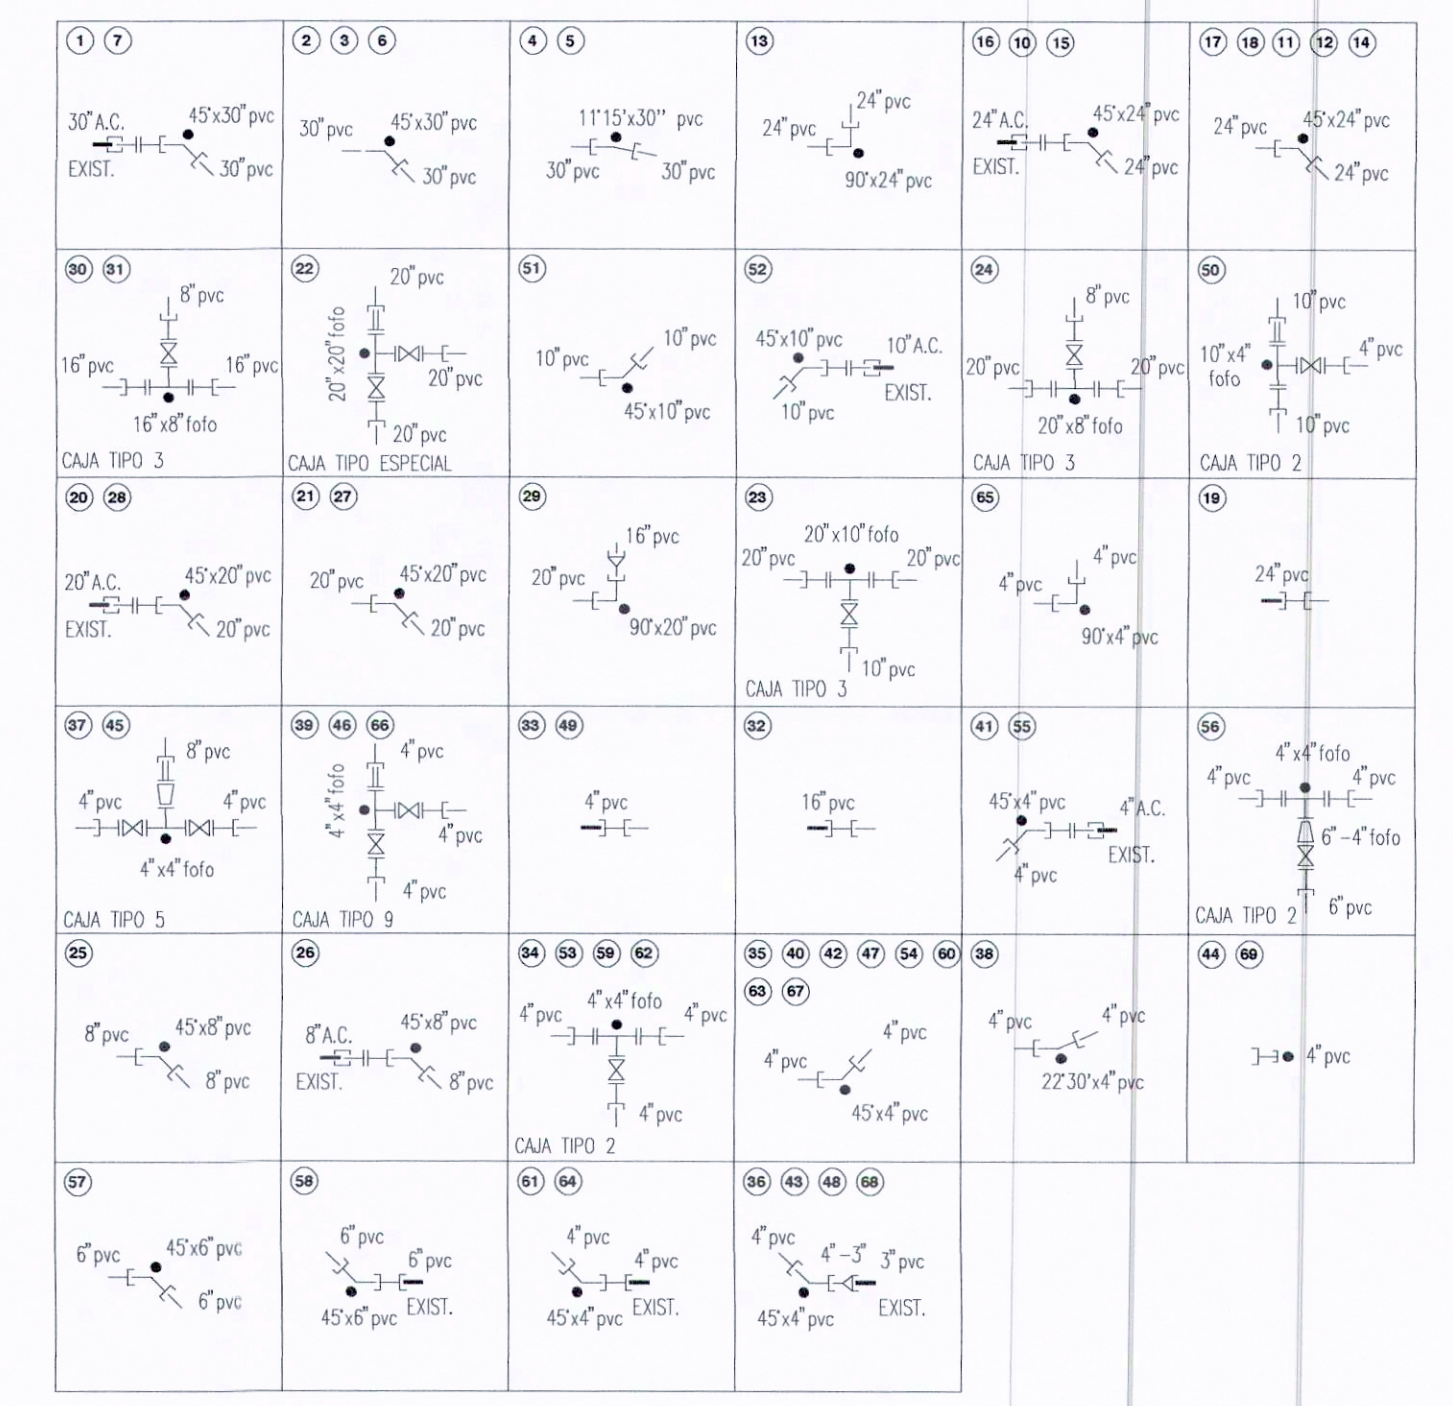 1 7
30"A.C.
45°x30"pvc
EXIST.
30"pvc
2 3 6
30"pvc
45°x30"pvc
30"pvc
4 5
11°15'x30'' pvc
30"pvc
30"pvc
13
24"pvc
24"pvc
90°x24"pvc
16 10 15
24"A.C.
45°x24"pvc
EXIST.
24"pvc
17 18 11 12 14
24"pvc
45°x24"pvc
24"pvc
30 31
8"pvc
16"pvc
16"pvc
16"x8"fofo
CAJA TIPO 3
22
20"pvc
20"x20"fofo
20"pvc
20"pvc
CAJA TIPO ESPECIAL
51
10"pvc
10"pvc
45°x10"pvc
52
45°x10"pvc
10"A.C.
EXIST.
10"pvc
24
8"pvc
20"pvc
20"pvc
20"x8"fofo
CAJA TIPO 3
50
10"pvc
10"x4"
fofo
4"pvc
10"pvc
CAJA TIPO 2
20 28
20"A.C.
45°x20"pvc
EXIST.
20"pvc
21 27
20"pvc
45°x20"pvc
20"pvc
29
16"pvc
20"pvc
90°x20"pvc
23
20"x10"fofo
20"pvc
20"pvc
10"pvc
CAJA TIPO 3
65
4"pvc
4"pvc
90°x4"pvc
19
24"pvc
37 45
8"pvc
4"pvc
4"pvc
4"x4"fofo
CAJA TIPO 5
39 46 66
4"pvc
4"x4"fofo
4"pvc
4"pvc
CAJA TIPO 9
33 49
4"pvc
32
16"pvc
41 55
45°x4"pvc
4"A.C.
EXIST.
4"pvc
56
4"x4"fofo
4"pvc
4"pvc
6"-4"fofo
6"pvc
CAJA TIPO 2
25
8"pvc
45°x8"pvc
8"pvc
26
8"A.C.
45°x8"pvc
EXIST.
8"pvc
34 53 59 62
4"x4"fofo
4"pvc
4"pvc
4"pvc
CAJA TIPO 2
35 40 42 47 54 60
63 67
4"pvc
4"pvc
45°x4"pvc
38
4"pvc
4"pvc
22°30'x4"pvc
44 69
4"pvc
57
6"pvc
45°x6"pvc
6"pvc
58
6"pvc
6"pvc
45°x6"pvc
EXIST.
61 64
4"pvc
4"pvc
45°x4"pvc
EXIST.
36 43 48 68
4"pvc
4"-3"
3"pvc
45°x4"pvc
EXIST.